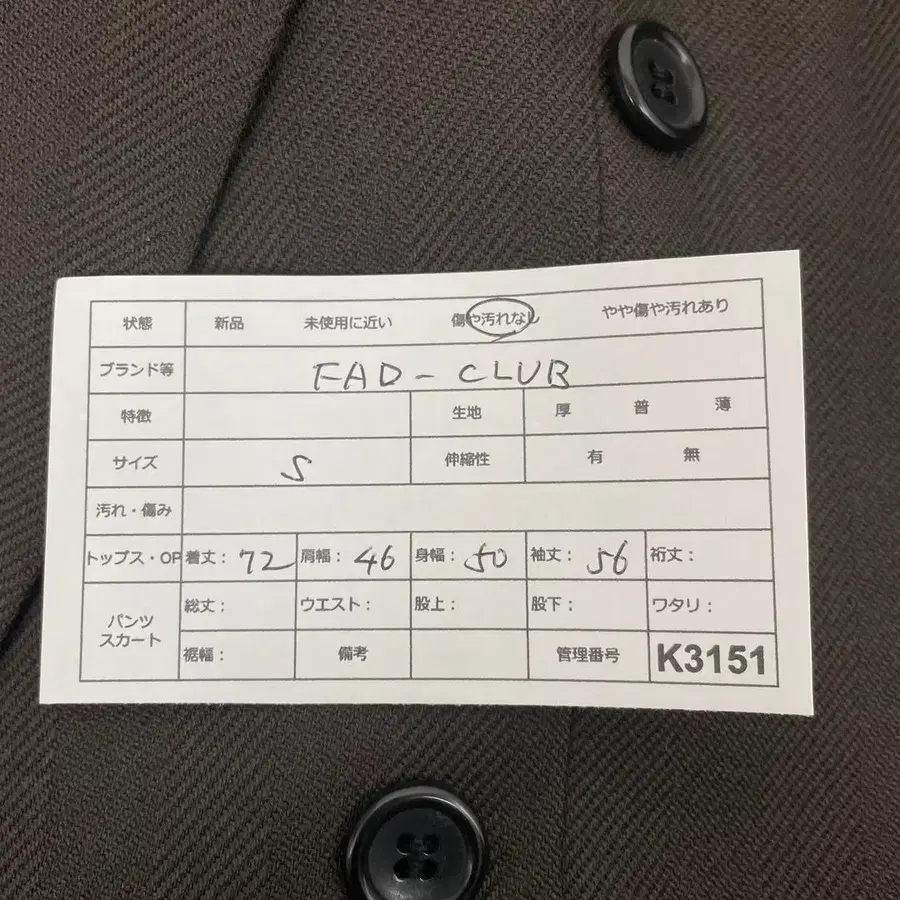 状態 新品 未使用に近い 傷や汚れなし やや傷や汚れあり
ブランド等 FAD-CLUB
特徴 生地 厚 普 薄
サイズ S 伸縮性 有 無
汚れ・傷み
トップス・OP 着丈: 72 肩幅: 46 身幅: 50 袖丈: 56 裄丈:
パンツ スカート 総丈: ウエスト: 股上: 股下: ワタリ:
裾幅: 備考 管理番号 K3151